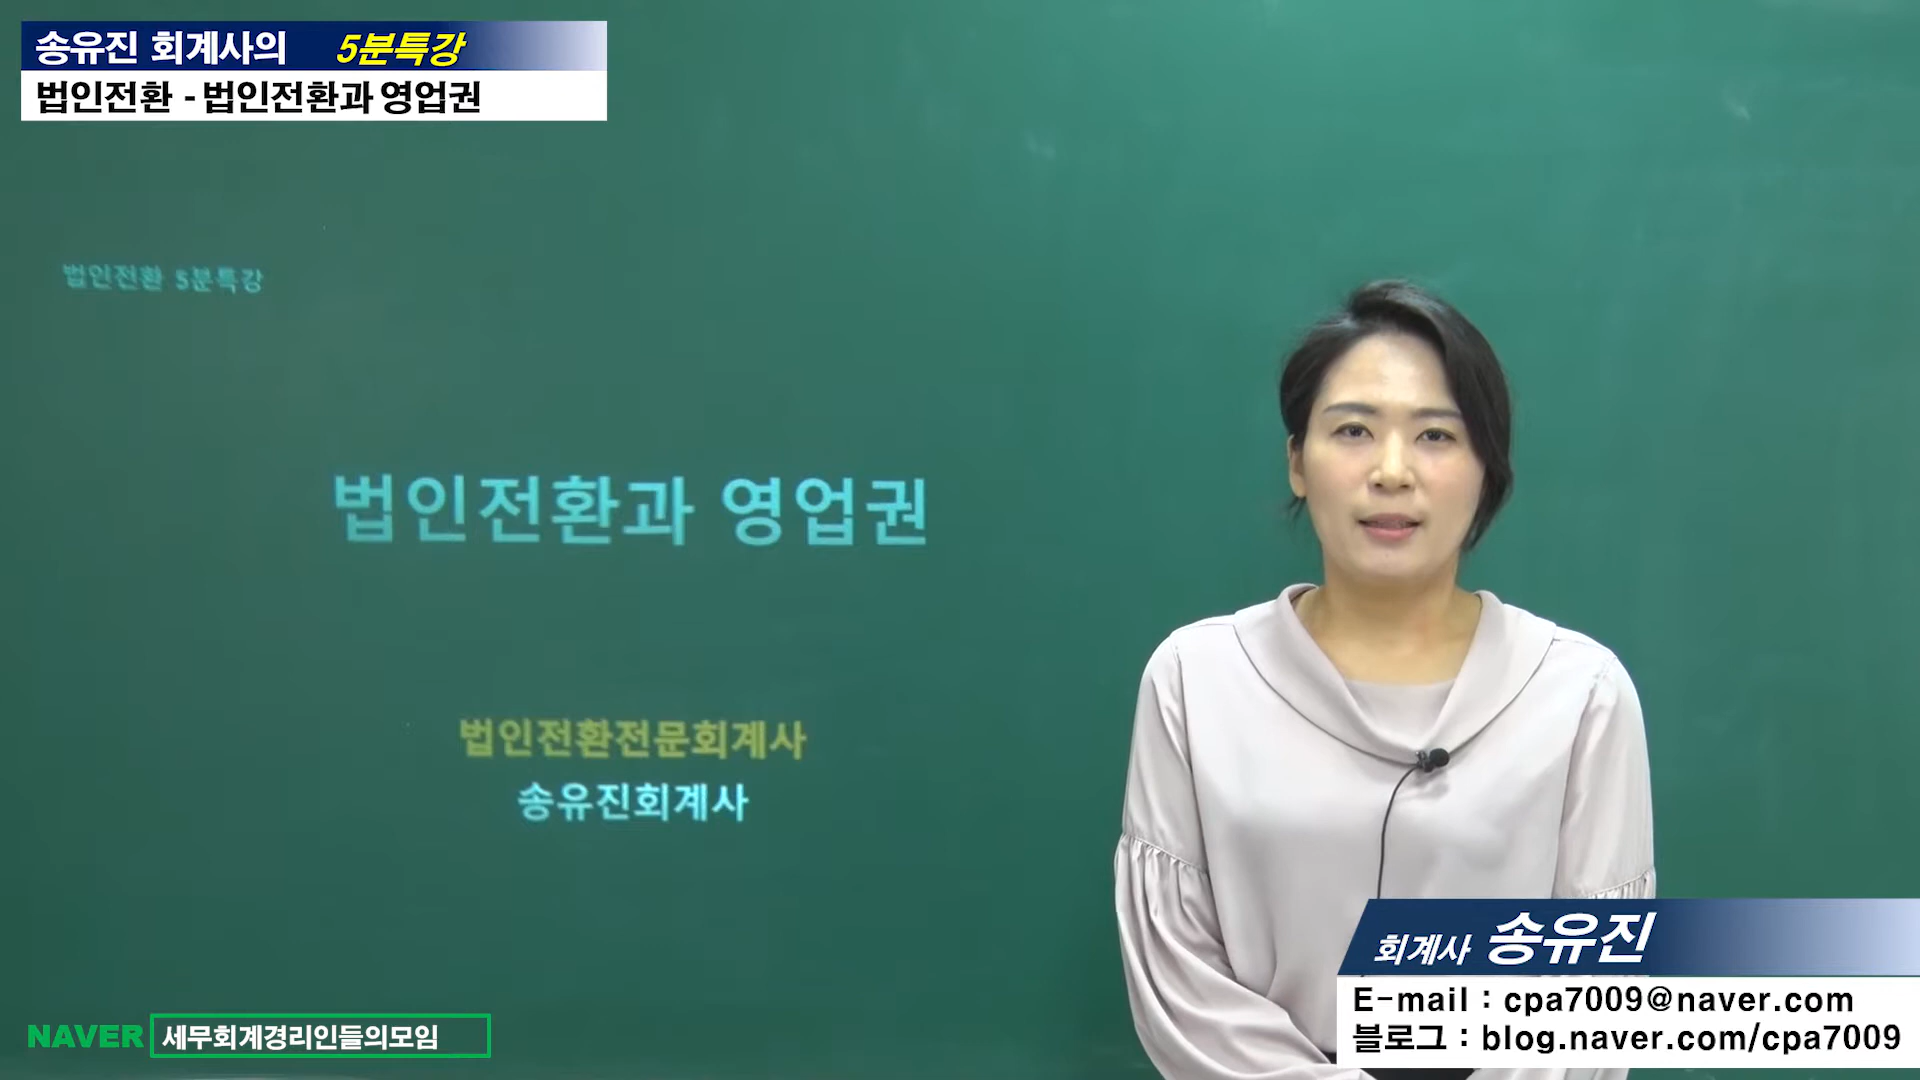 송유진 회계사의 5분특강
법인전환 - 법인전환과 영업권
법인전환 5분특강
법인전환과 영업권
법인전환전문회계사
송유진회계사
회계사 송유진
E-mail : cpa7009@naver.com
블로그 : blog.naver.com/cpa7009
NAVER 세무회계경리인들의모임